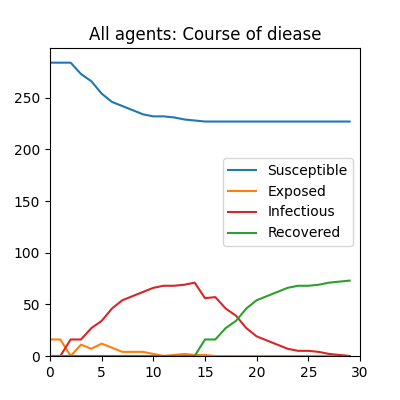 All agents: Course of diease
250
200
150
100
50
0
Susceptible
Exposed
Infectious
Recovered
0 5 10 15 20 25 30